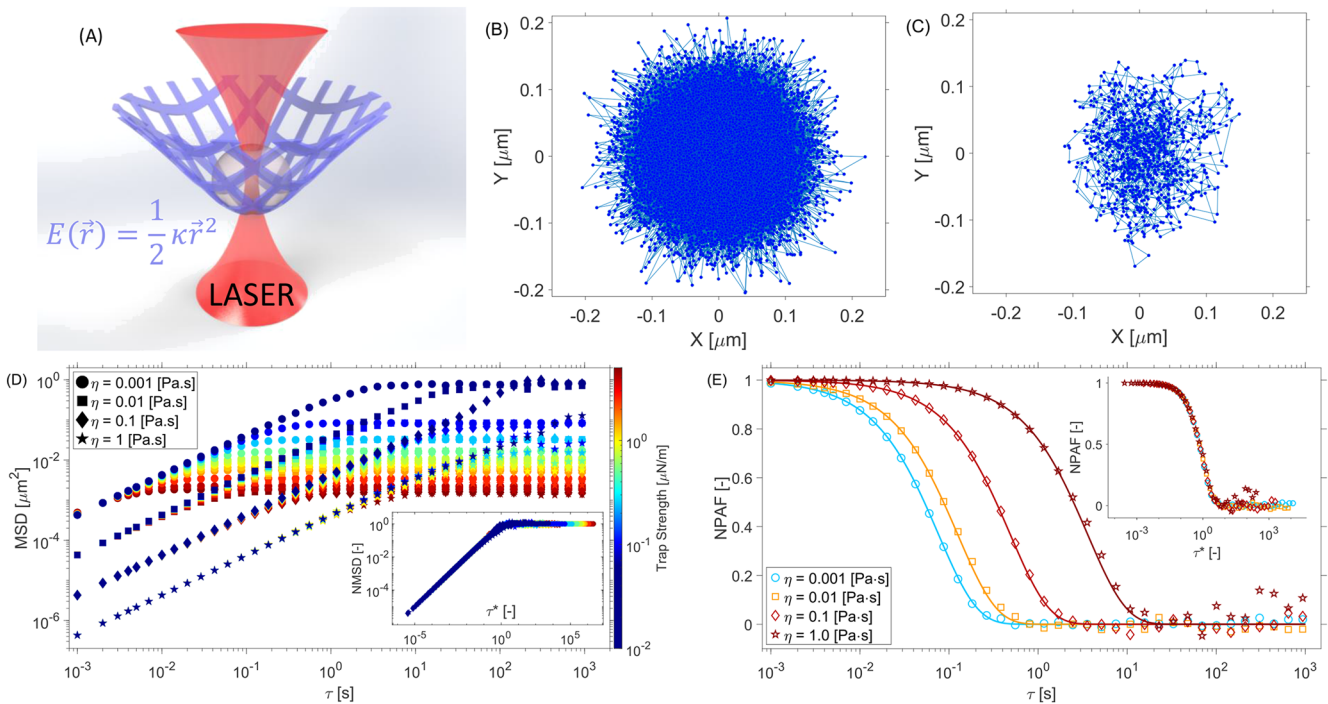 (A)
E(r⃗) = 1/2 κr⃗²
LASER
(B)
Y [μm]
0.2
0.1
0
-0.1
-0.2
-0.2 -0.1 0 0.1 0.2
X [μm]
(C)
Y [μm]
0.2
0.1
0
-0.1
-0.2
-0.2 -0.1 0 0.1 0.2
X [μm]
(D)
MSD [μm²]
10⁰
10⁻²
10⁻⁴
10⁻⁶
η = 0.001 [Pa.s]
η = 0.01 [Pa.s]
η = 0.1 [Pa.s]
η = 1 [Pa.s]
10⁻³ 10⁻² 10⁻¹ 10⁰ 10¹ 10² 10³
τ [s]
NMSD [-]
10⁰
10⁻²
10⁻⁴
10⁻⁵ 10⁰ 10⁵
τ* [-]
10⁰
10⁻¹
10⁻²
Trap Strength [μN/m]
(E)
NPAF [-]
1
0.8
0.6
0.4
0.2
0
η = 0.001 [Pa·s]
η = 0.01 [Pa·s]
η = 0.1 [Pa·s]
η = 1.0 [Pa·s]
10⁻³ 10⁻² 10⁻¹ 10⁰ 10¹ 10² 10³
τ [s]
NPAF [-]
1
0.5
0
10⁻³ 10⁰ 10³
τ* [-]